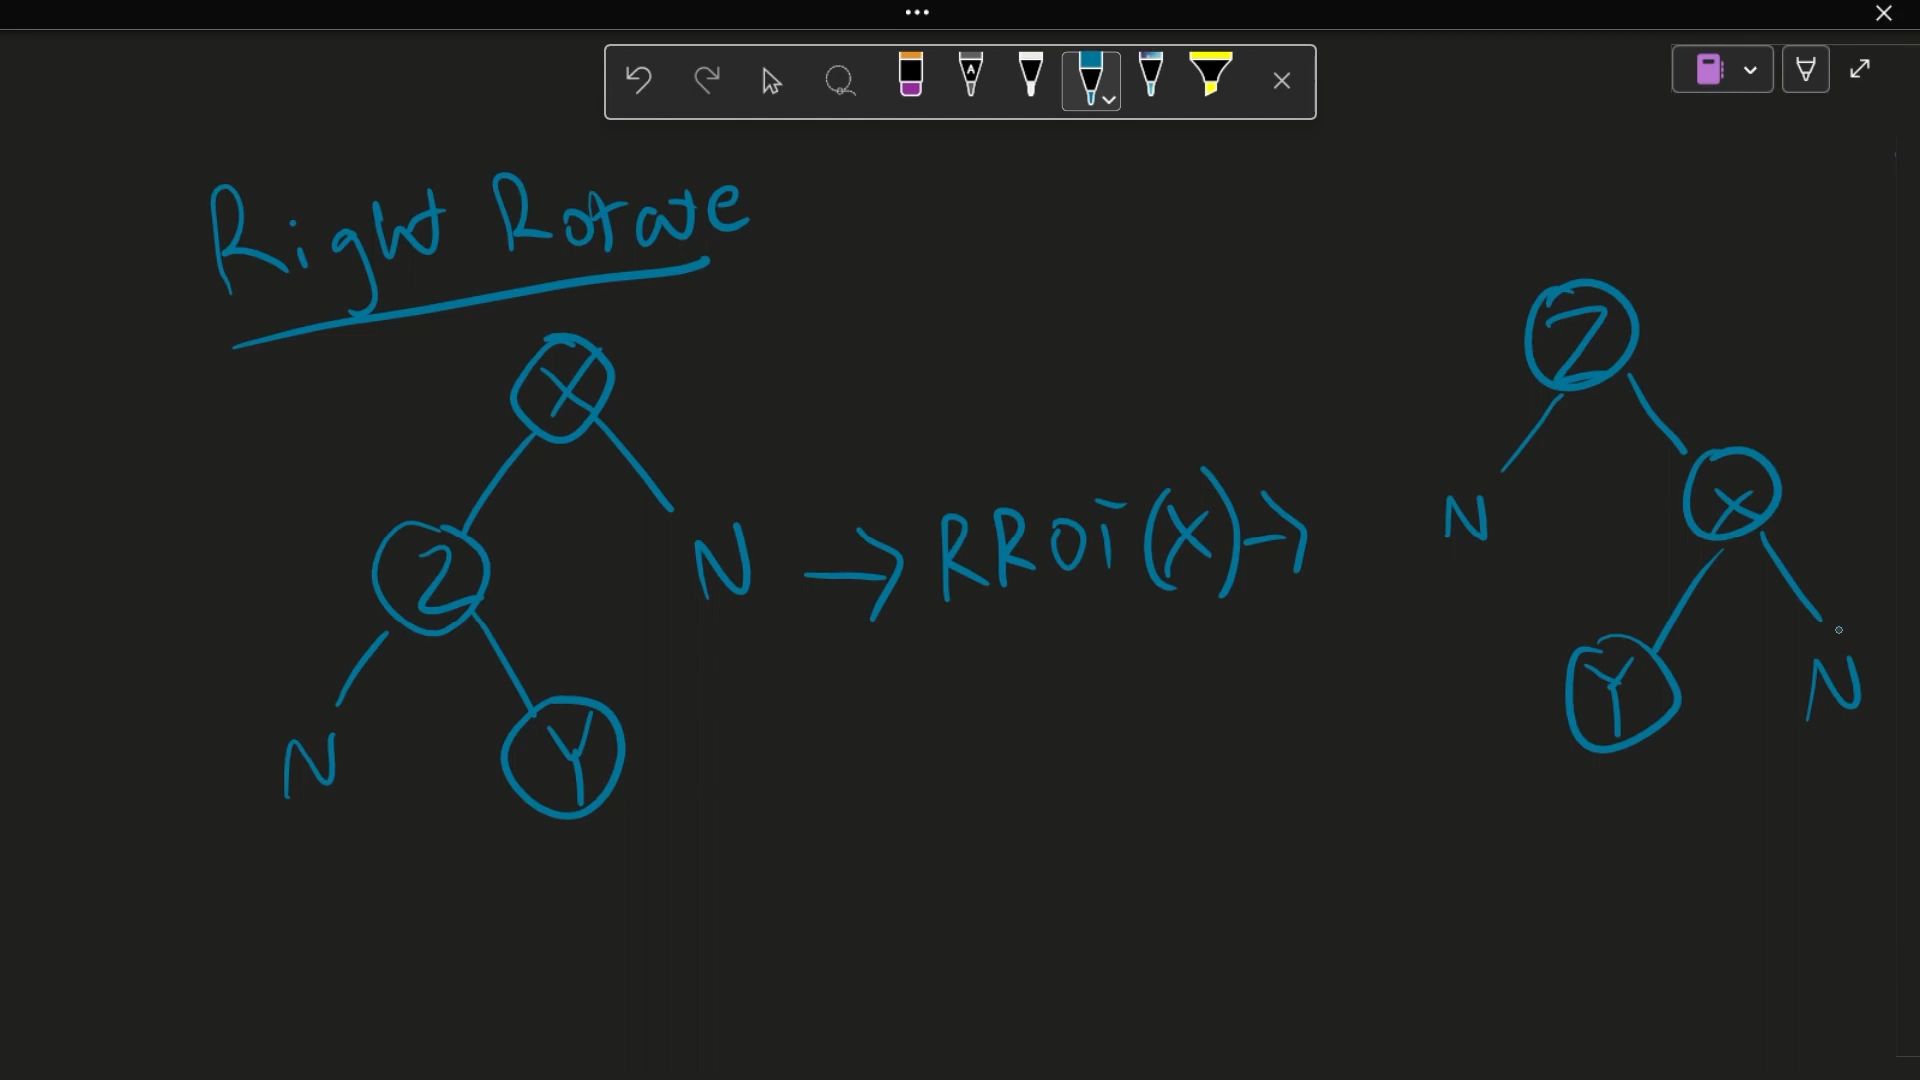 Right Rotate
X
Z
N
N
Y
→ RROT(X) →
Z
N
X
Y
N